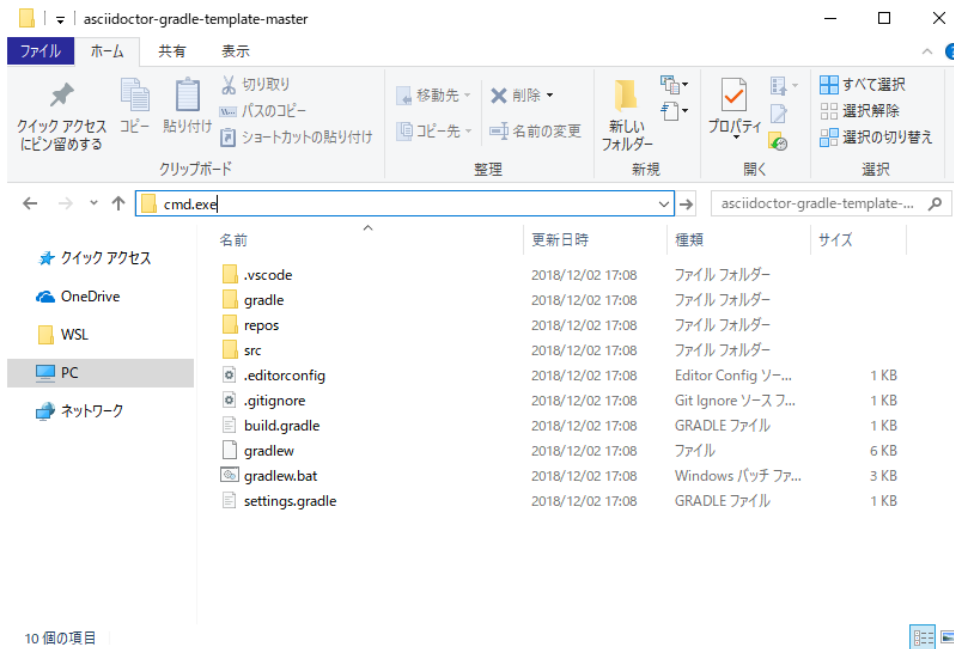 asciidoctor-gradle-template-master
ファイル ホーム 共有 表示
クイック アクセス
にピン留めする
コピー
貼り付け
切り取り
パスのコピー
ショートカットの貼り付け
クリップボード
移動先
コピー先
削除
名前の変更
整理
新しい
フォルダー
新規
プロパティ
開く
すべて選択
選択解除
選択の切り替え
選択
cmd.exe
asciidoctor-gradle-template-...
クイック アクセス
OneDrive
WSL
PC
ネットワーク
名前 更新日時 種類 サイズ
.vscode 2018/12/02 17:08 ファイル フォルダー
gradle 2018/12/02 17:08 ファイル フォルダー
repos 2018/12/02 17:08 ファイル フォルダー
src 2018/12/02 17:08 ファイル フォルダー
.editorconfig 2018/12/02 17:08 Editor Config ソー... 1 KB
.gitignore 2018/12/02 17:08 Git Ignore ソース フ... 1 KB
build.gradle 2018/12/02 17:08 GRADLE ファイル 1 KB
gradlew 2018/12/02 17:08 ファイル 6 KB
gradlew.bat 2018/12/02 17:08 Windows バッチ ファ... 3 KB
settings.gradle 2018/12/02 17:08 GRADLE ファイル 1 KB
10 個の項目